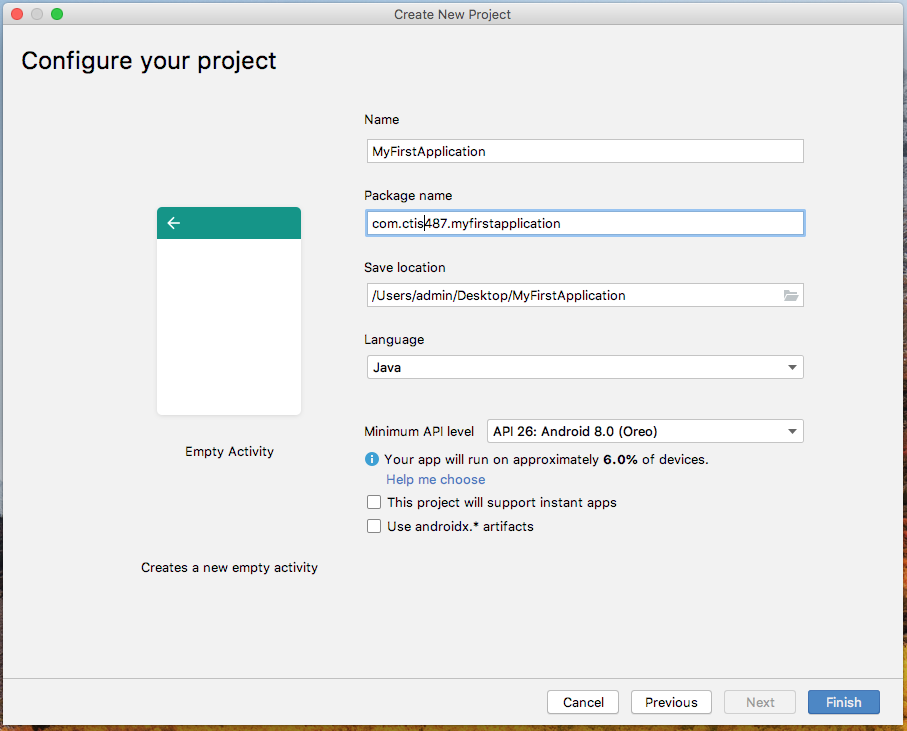 Create New Project
Configure your project
Name
MyFirstApplication
Package name
com.ctis487.myfirstapplication
Save location
/Users/admin/Desktop/MyFirstApplication
Language
Java
Minimum API level API 26: Android 8.0 (Oreo)
Your app will run on approximately 6.0% of devices.
Help me choose
This project will support instant apps
Use androidx.* artifacts
Empty Activity
Creates a new empty activity
Cancel Previous Next Finish